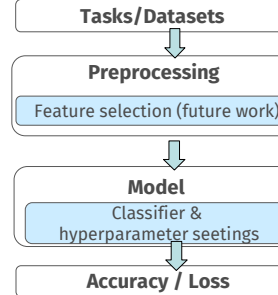 Tasks/Datasets
Preprocessing
Feature selection (future work)
Model
Classifier &
hyperparameter seetings
Accuracy / Loss